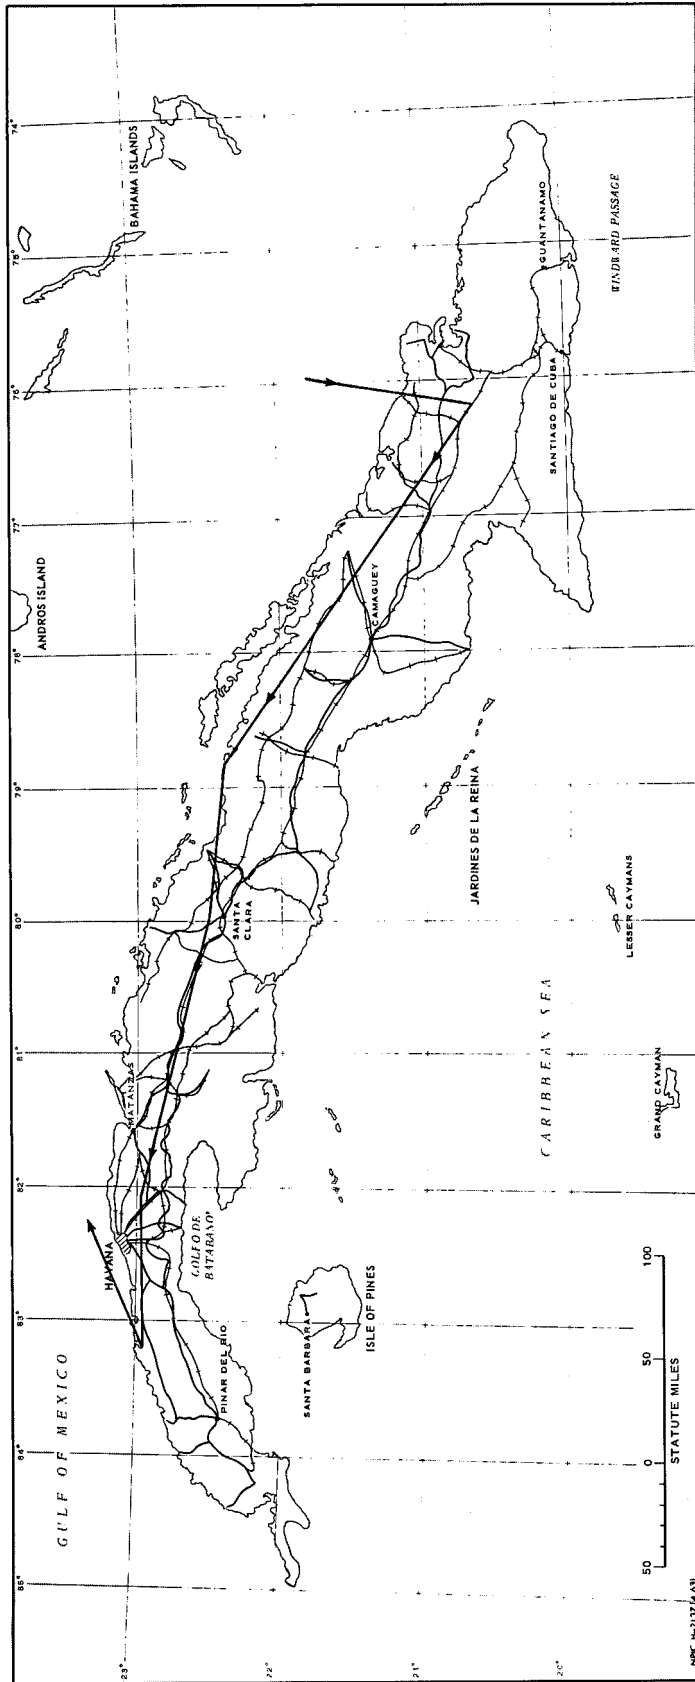 GULF OF MEXICO
ANDROS ISLAND
BAHAMA ISLANDS
85°
84°
83°
82°
81°
80°
79°
78°
77°
76°
75°
74°
23°
22°
21°
20°
HAVANA
MATANZAS
PINAR DEL RIO
GOLFO DE
BATABANO
SANTA BARBARA
ISLE OF PINES
SANTA
CLARA
CAMAGUEY
JARDINES DE LA REINA
SANTIAGO DE CUBA
GUANTANAMO
WINDWARD PASSAGE
CARIBBEAN SEA
LESSER CAYMANS
GRAND CAYMAN
50 0 50 100
STATUTE MILES